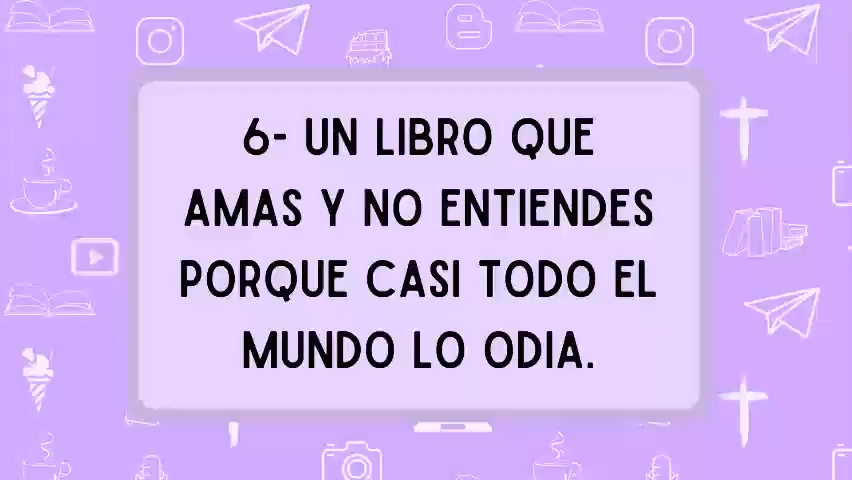 6- UN LIBRO QUE
AMAS Y NO ENTIENDES
PORQUE CASI TODO EL
MUNDO LO ODIA.